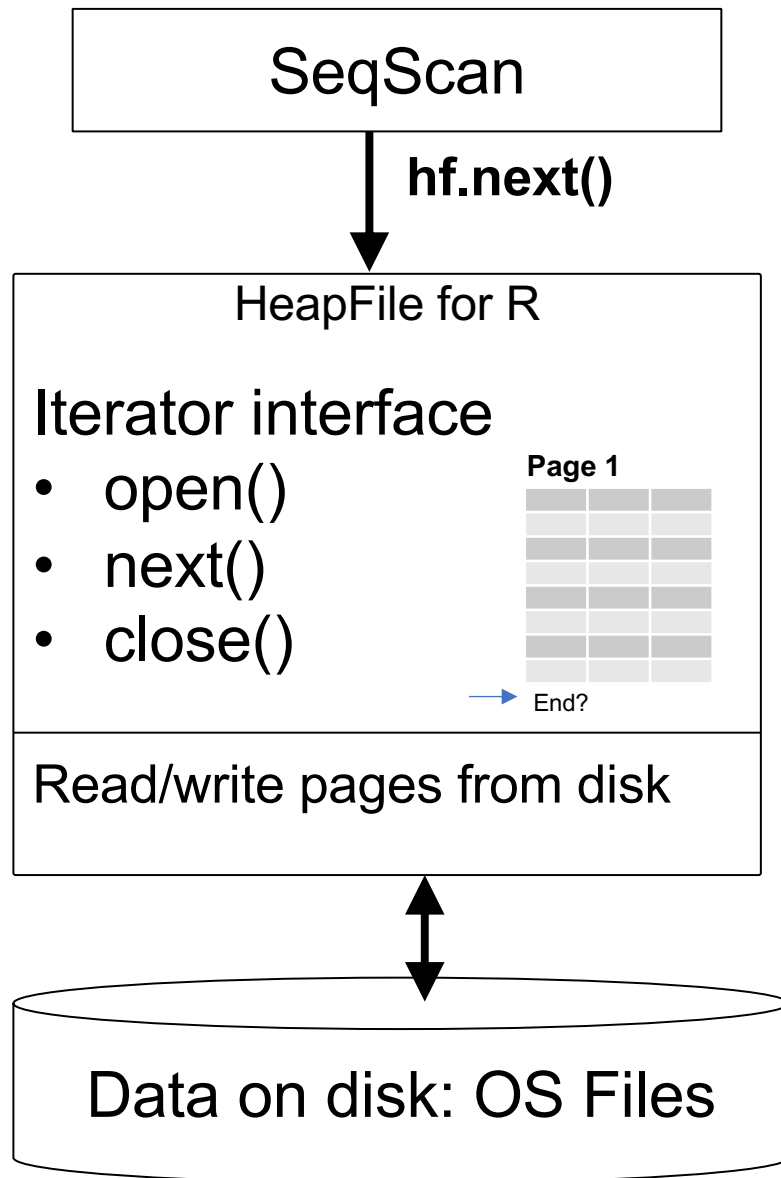 SeqScan
hf.next()
HeapFile for R
Iterator interface
• open()
• next()
• close()
Page 1
End?
Read/write pages from disk
Data on disk: OS Files